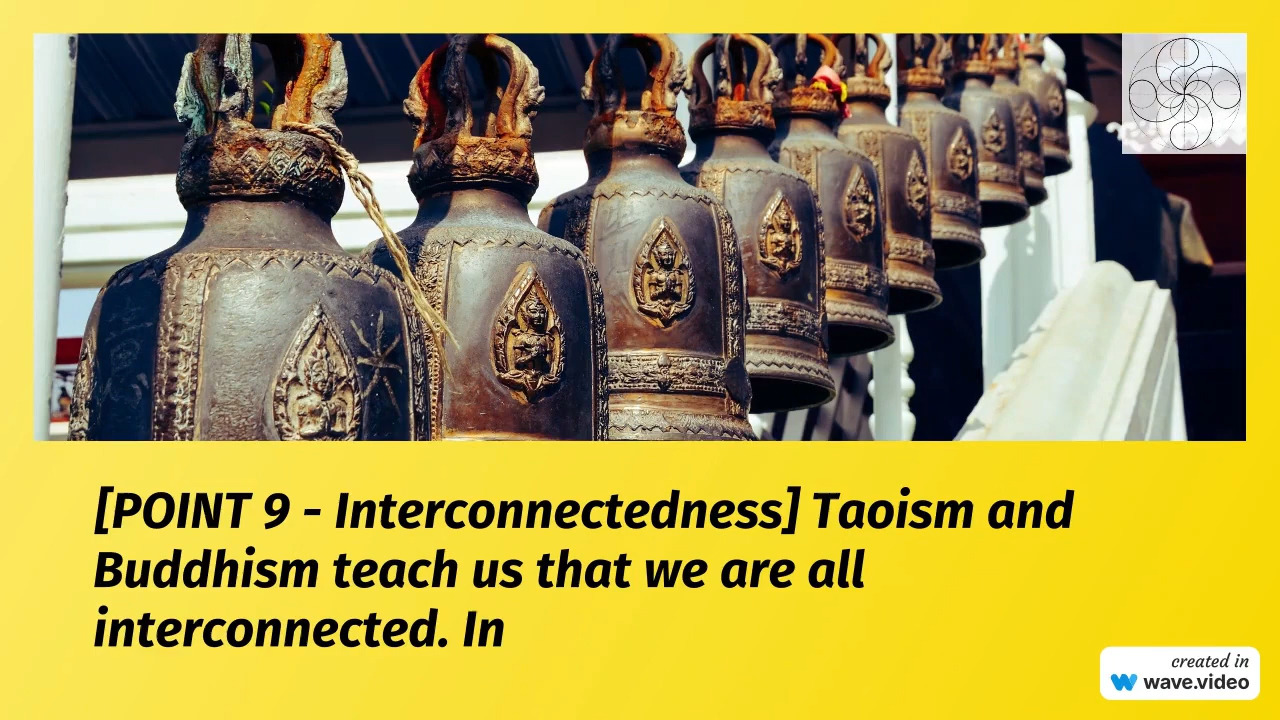 [POINT 9 - Interconnectedness] Taoism and
Buddhism teach us that we are all
interconnected. In
created in
wave.video